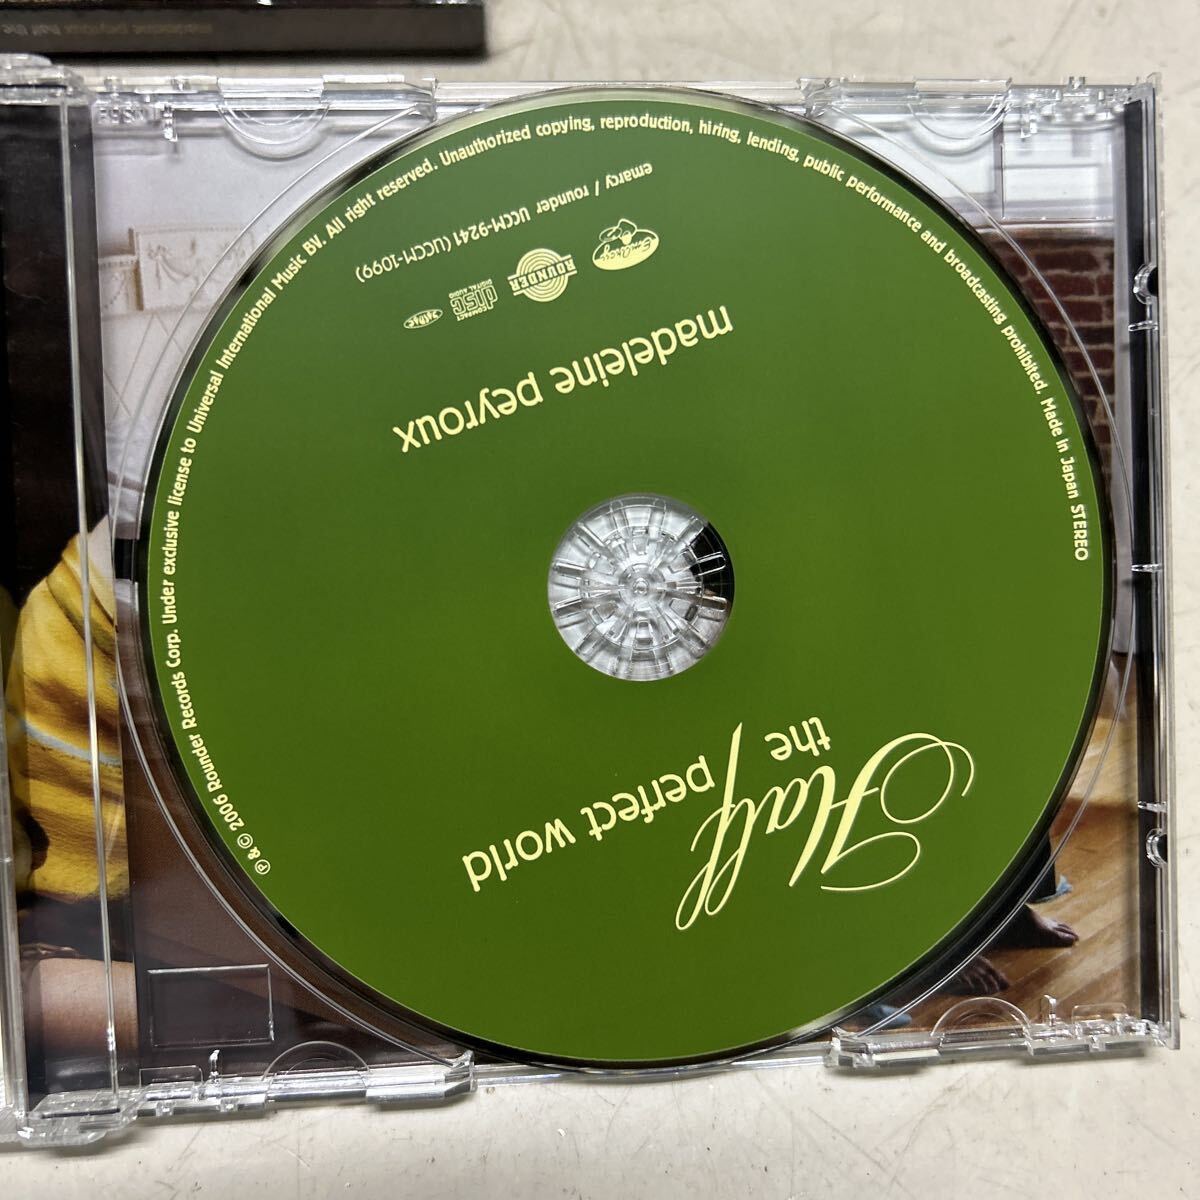 Half
the perfect world
madeleine peyroux
COMPACT
disc
DIGITAL AUDIO
ROUNDER
emarcy / rounder UCCM-9241 (UCCM-1099)
Ⓟ & Ⓒ 2006 Rounder Records Corp. Under exclusive license to Universal International Music BV. All right reserved. Unauthorized copying, reproduction, hiring, lending, public performance and broadcasting prohibited. Made in Japan STEREO